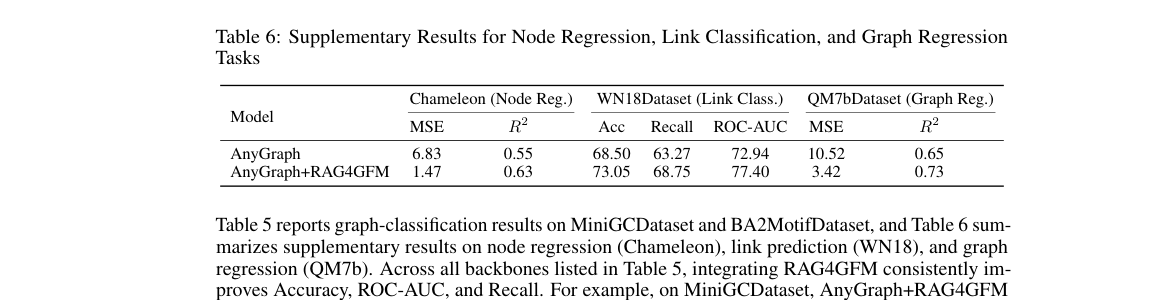 Table 6: Supplementary Results for Node Regression, Link Classification, and Graph Regression
Tasks
Model Chameleon (Node Reg.) WN18Dataset (Link Class.) QM7bDataset (Graph Reg.)
MSE R² Acc Recall ROC-AUC MSE R²
AnyGraph 6.83 0.55 68.50 63.27 72.94 10.52 0.65
AnyGraph+RAG4GFM 1.47 0.63 73.05 68.75 77.40 3.42 0.73
Table 5 reports graph-classification results on MiniGCDataset and BA2MotifDataset, and Table 6 sum-
marizes supplementary results on node regression (Chameleon), link prediction (WN18), and graph
regression (QM7b). Across all backbones listed in Table 5, integrating RAG4GFM consistently im-
proves Accuracy, ROC-AUC, and Recall. For example, on MiniGCDataset, AnyGraph+RAG4GFM